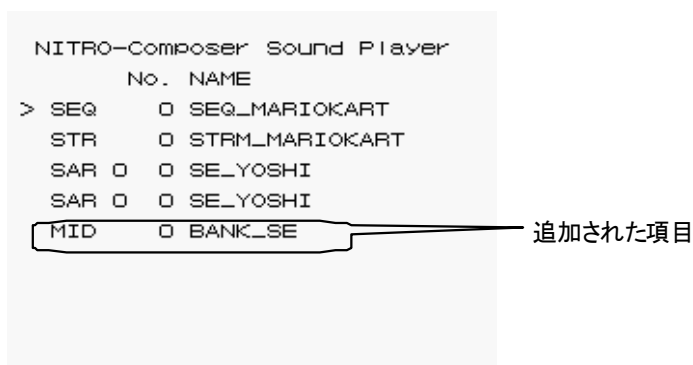 NITRO-Composer Sound Player
No. NAME
> SEQ 0 SEQ_MARIOKART
STR 0 STRM_MARIOKART
SAR 0 0 SE_YOSHI
SAR 0 0 SE_YOSHI
MID 0 BANK_SE
追加された項目